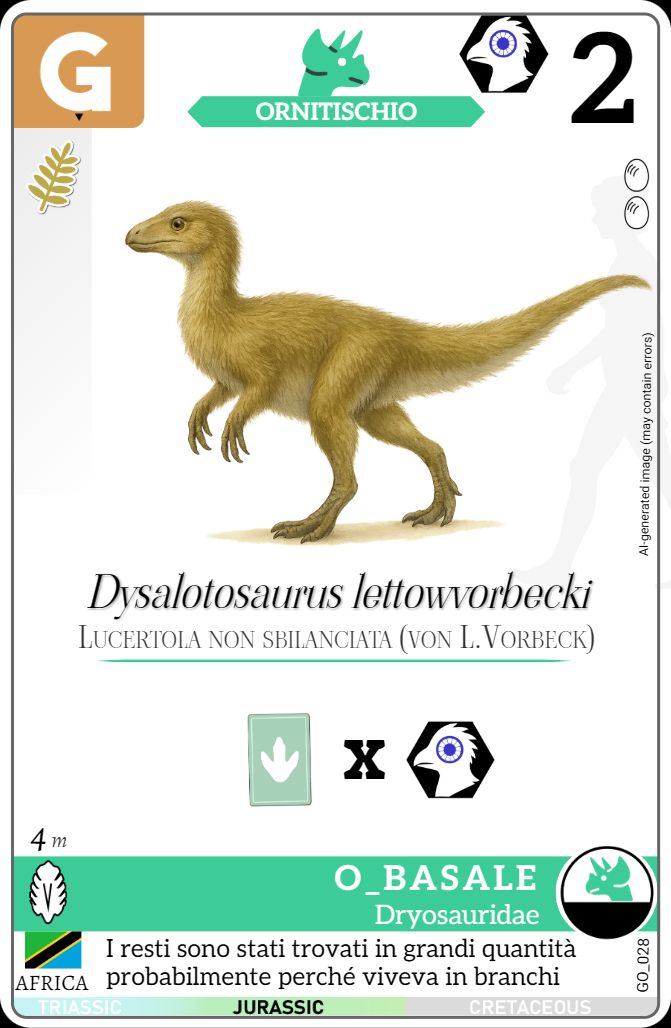 G
ORNITISCHIO
2
AI-generated image (may contain errors)
Dysalotosaurus lettowvorbecki
LUCERTOLA NON SBILANCIATA (VON L.VORBECK)
X
4 m
O_BASALE
Dryosauridae
I resti sono stati trovati in grandi quantità
probabilmente perché viveva in branchi
AFRICA
GO_028
TRIASSIC JURASSIC CRETACEOUS